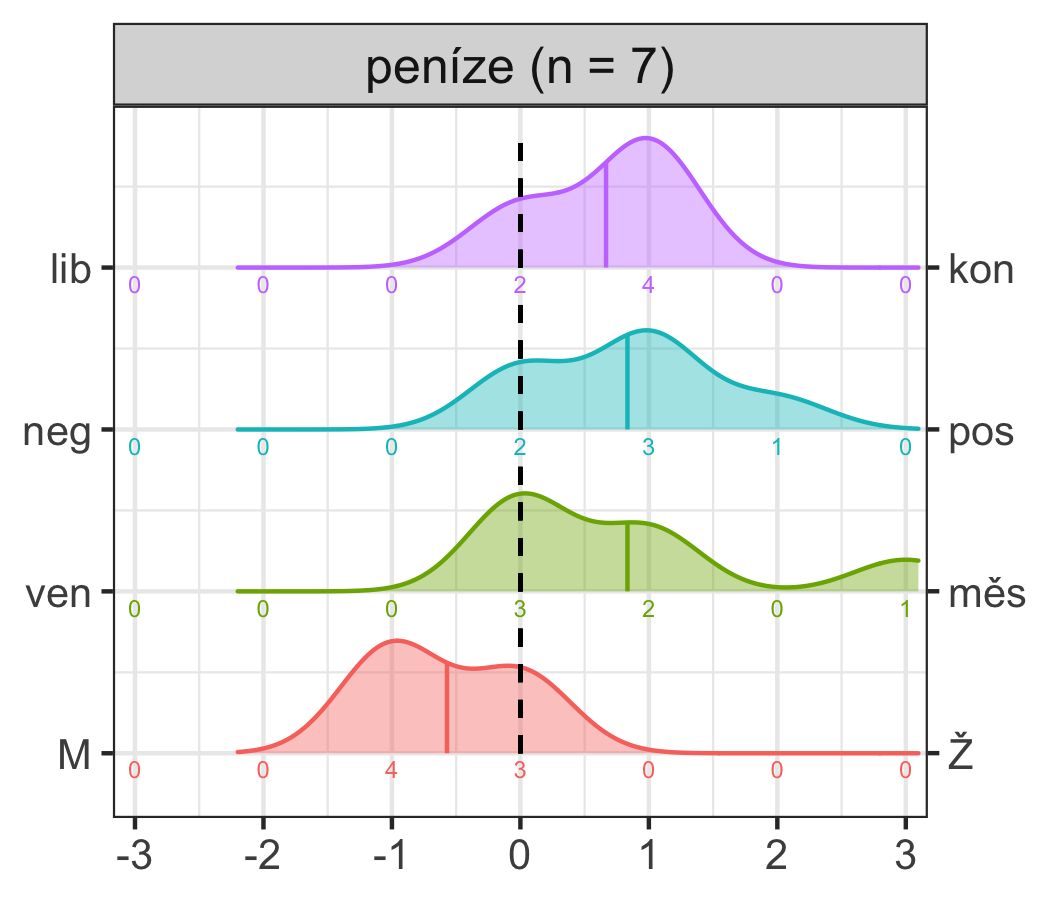 peníze (n = 7)
lib kon
0 0 0 2 4 0 0
neg pos
0 0 0 2 3 1 0
ven měs
0 0 0 3 2 0 1
M Ž
0 0 4 3 0 0 0
-3 -2 -1 0 1 2 3